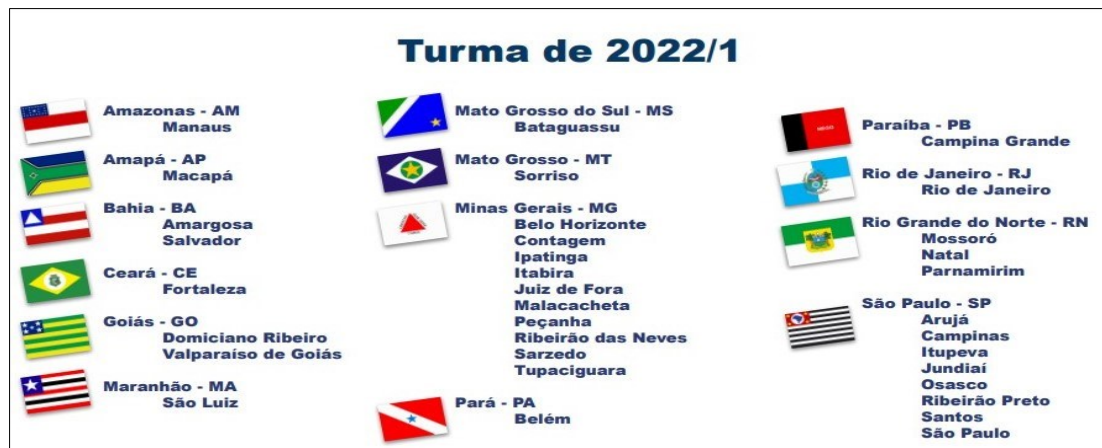 Turma de 2022/1
Amazonas - AM
Manaus
Amapá - AP
Macapá
Bahia - BA
Amargosa
Salvador
Ceará - CE
Fortaleza
Goiás - GO
Domiciano Ribeiro
Valparaíso de Goiás
Maranhão - MA
São Luiz
Mato Grosso do Sul - MS
Bataguassu
Mato Grosso - MT
Sorriso
Minas Gerais - MG
Belo Horizonte
Contagem
Ipatinga
Itabira
Juiz de Fora
Malacacheta
Peçanha
Ribeirão das Neves
Sarzedo
Tupaciguara
Pará - PA
Belém
Paraíba - PB
Campina Grande
Rio de Janeiro - RJ
Rio de Janeiro
Rio Grande do Norte - RN
Mossoró
Natal
Parnamirim
São Paulo - SP
Arujá
Campinas
Itupeva
Jundiaí
Osasco
Ribeirão Preto
Santos
São Paulo